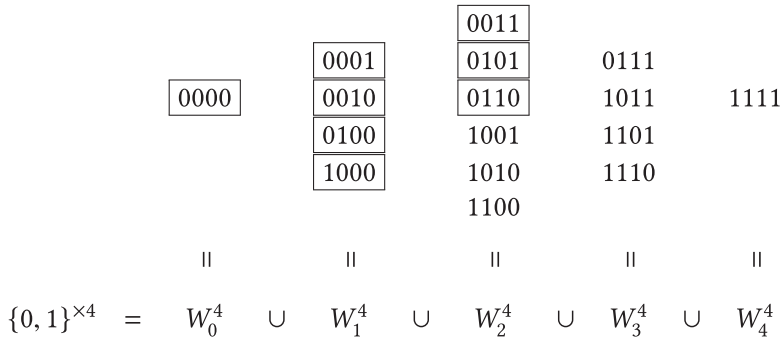 0011
0001 0101 0111
0000 0010 0110 1011 1111
0100 1001 1101
1000 1010 1110
1100
= = = = =
{0, 1}^{×4} = W_0^4 ∪ W_1^4 ∪ W_2^4 ∪ W_3^4 ∪ W_4^4